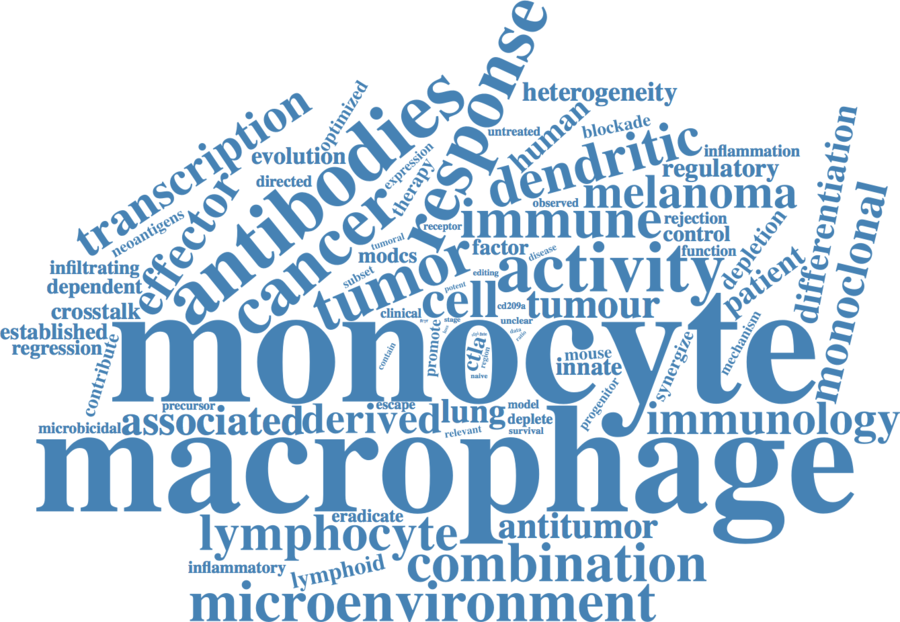 response
heterogeneity
antibodies
optimized
transcription
human
blockade
untreated
dendritic
evolution
expression
inflammation
regulatory
directed
therapy
cancer
effector
melanoma
differentiation
observed
neoantigens
receptor
immune
rejection
control
monoclonal
tumoral
modcs
factor
disease
function
depletion
infiltrating
dependent
subset
tumor
editing
activity
patient
potent
cell
cd209a
tumour
crosstalk
clinical
stage
unclear
established
regression
monocyte
contribute
contain
promote
ctla
region
naive
data
mouse
innate
synergize
mechanism
progenitor
precursor
escape
microbicidal
associated
derived
lung
model
deplete
immunology
relevant
survival
macrophage
eradicate
lymphocyte
antitumor
inflammatory
lymphoid
combination
microenvironment